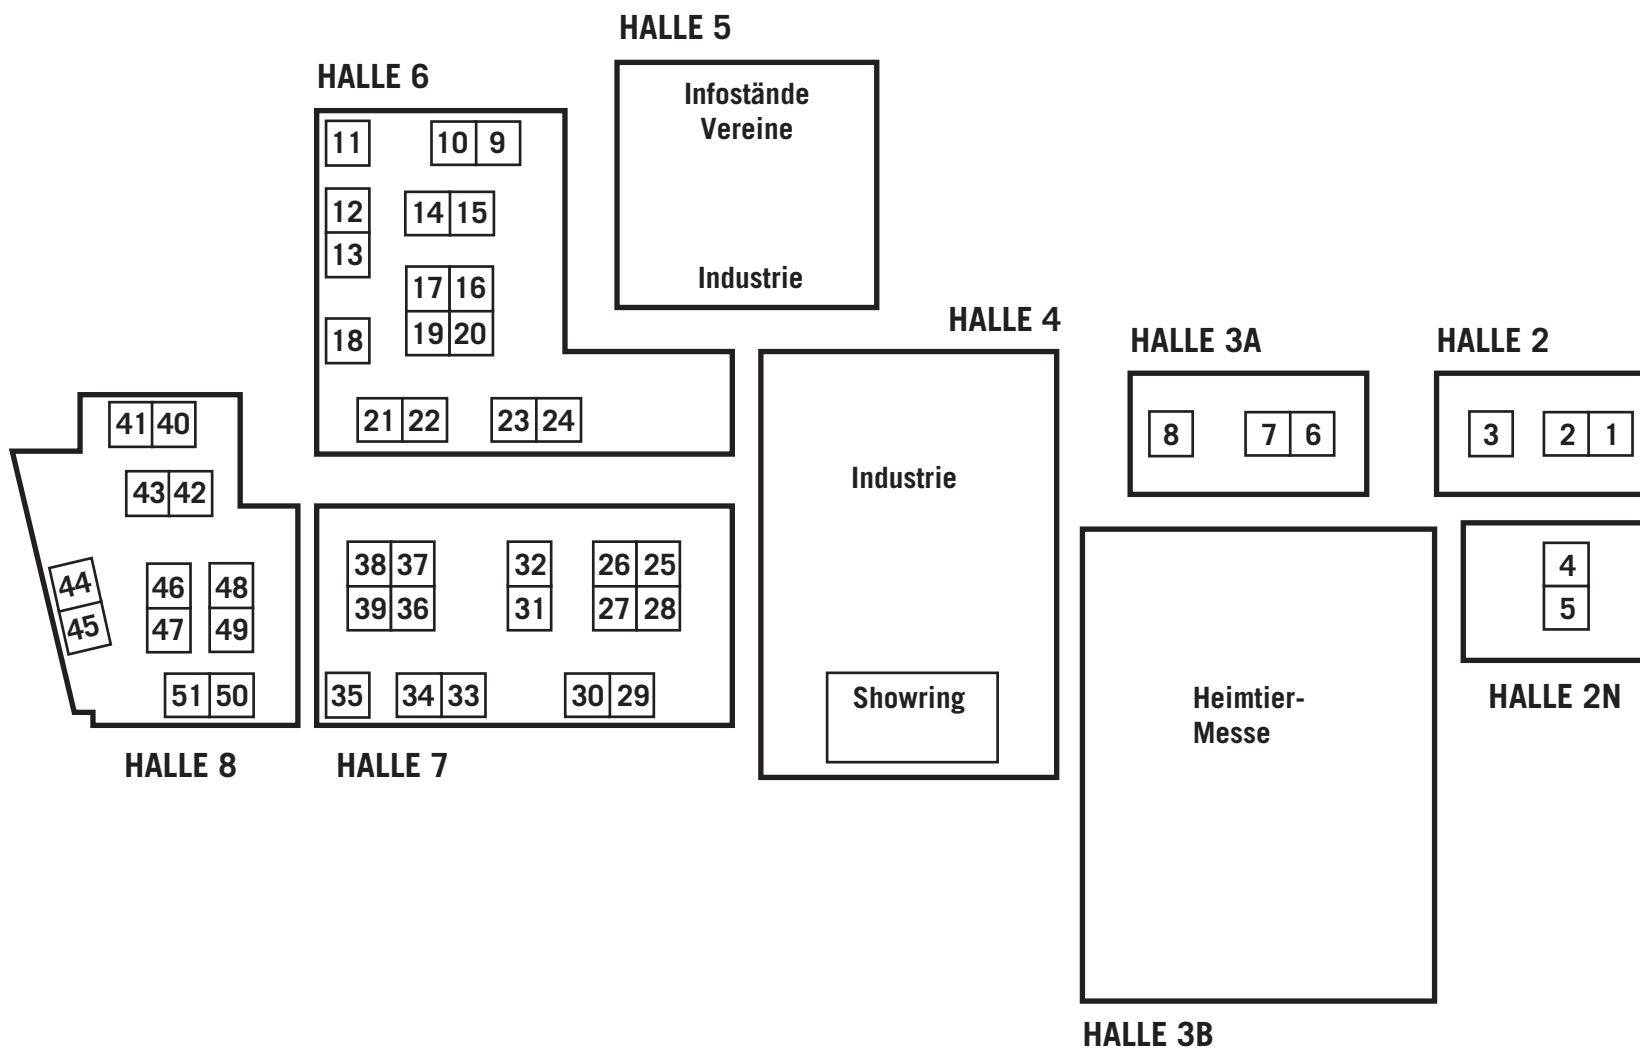 HALLE 5
Infostände
Vereine
Industrie
HALLE 6
11
10 9
12
14 15
13
17 16
18
19 20
21 22 23 24
HALLE 4
Industrie
Showring
HALLE 3A
8 7 6
HALLE 2
3 2 1
4
5
HALLE 2N
Heimtier-
Messe
HALLE 3B
41 40
43 42
44 46 48
45 47 49
51 50
HALLE 8
38 37 32 26 25
39 36 31 27 28
35 34 33 30 29
HALLE 7